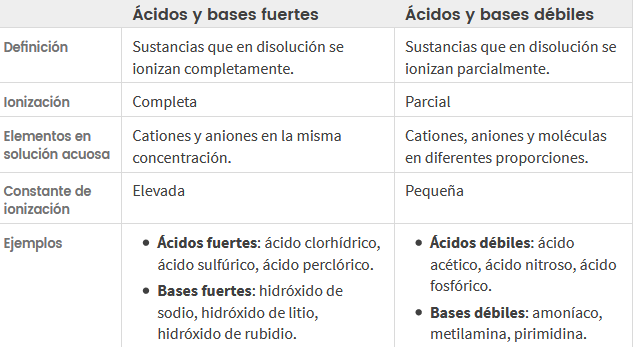 Ácidos y bases fuertes
Ácidos y bases débiles
Definición
Sustancias que en disolución se
ionizan completamente.
Sustancias que en disolución se
ionizan parcialmente.
Ionización
Completa
Parcial
Elementos en
solución acuosa
Cationes y aniones en la misma
concentración.
Cationes, aniones y moléculas
en diferentes proporciones.
Constante de
ionización
Elevada
Pequeña
Ejemplos
• Ácidos fuertes: ácido clorhídrico,
ácido sulfúrico, ácido perclórico.
• Bases fuertes: hidróxido de
sodio, hidróxido de litio,
hidróxido de rubidio.
• Ácidos débiles: ácido
acético, ácido nitroso, ácido
fosfórico.
• Bases débiles: amoníaco,
metilamina, pirimidina.